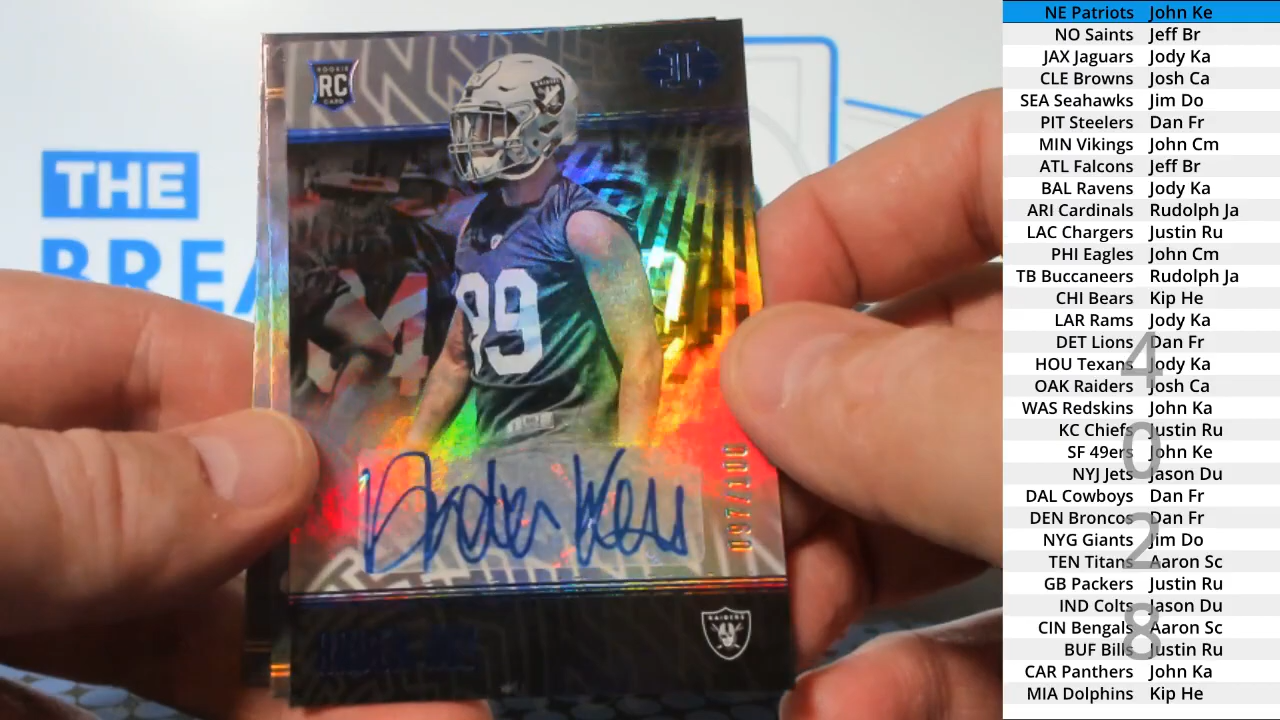 THE
BREA
ROOKIE
RC
CARD
RAIDERS
99
097/100
RAIDERS
NE Patriots John Ke
NO Saints Jeff Br
JAX Jaguars Jody Ka
CLE Browns Josh Ca
SEA Seahawks Jim Do
PIT Steelers Dan Fr
MIN Vikings John Cm
ATL Falcons Jeff Br
BAL Ravens Jody Ka
ARI Cardinals Rudolph Ja
LAC Chargers Justin Ru
PHI Eagles John Cm
TB Buccaneers Rudolph Ja
CHI Bears Kip He
LAR Rams Jody Ka
DET Lions Dan Fr
HOU Texans Jody Ka
OAK Raiders Josh Ca
WAS Redskins John Ka
KC Chiefs Justin Ru
SF 49ers John Ke
NYJ Jets Jason Du
DAL Cowboys Dan Fr
DEN Broncos Dan Fr
NYG Giants Jim Do
TEN Titans Aaron Sc
GB Packers Justin Ru
IND Colts Jason Du
CIN Bengals Aaron Sc
BUF Bills Justin Ru
CAR Panthers John Ka
MIA Dolphins Kip He
4
0
2
8